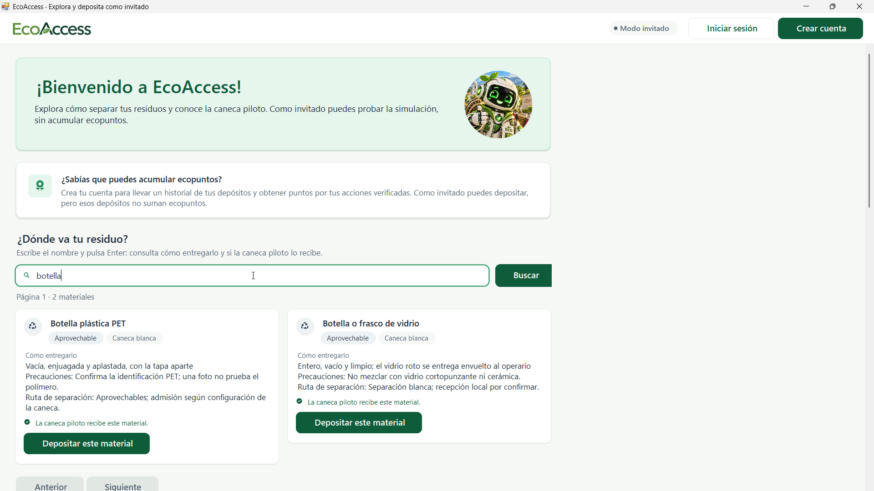 EcoAccess - Explora y deposita como invitado
EcoAccess
Modo invitado
Iniciar sesión
Crear cuenta
¡Bienvenido a EcoAccess!
Explora cómo separar tus residuos y conoce la caneca piloto. Como invitado puedes probar la simulación,
sin acumular ecopuntos.
¿Sabías que puedes acumular ecopuntos?
Crea tu cuenta para llevar un historial de tus depósitos y obtener puntos por tus acciones verificadas. Como invitado puedes depositar,
pero esos depósitos no suman ecopuntos.
¿Dónde va tu residuo?
Escribe el nombre y pulsa Enter: consulta cómo entregarlo y si la caneca piloto lo recibe.
botella
Buscar
Página 1 · 2 materiales
Botella plástica PET
Aprovechable
Caneca blanca
Cómo entregarlo
Vacía, enjuagada y aplastada, con la tapa aparte
Precauciones: Confirma la identificación PET; una foto no prueba el
polímero.
Ruta de separación: Aprovechables; admisión según configuración de
la caneca.
La caneca piloto recibe este material.
Depositar este material
Botella o frasco de vidrio
Aprovechable
Caneca blanca
Cómo entregarlo
Entero, vacío y limpio; el vidrio roto se entrega envuelto al operario
Precauciones: No mezclar con vidrio cortopunzante ni cerámica.
Ruta de separación: Separación blanca; recepción local por confirmar.
La caneca piloto recibe este material.
Depositar este material
Anterior
Siguiente